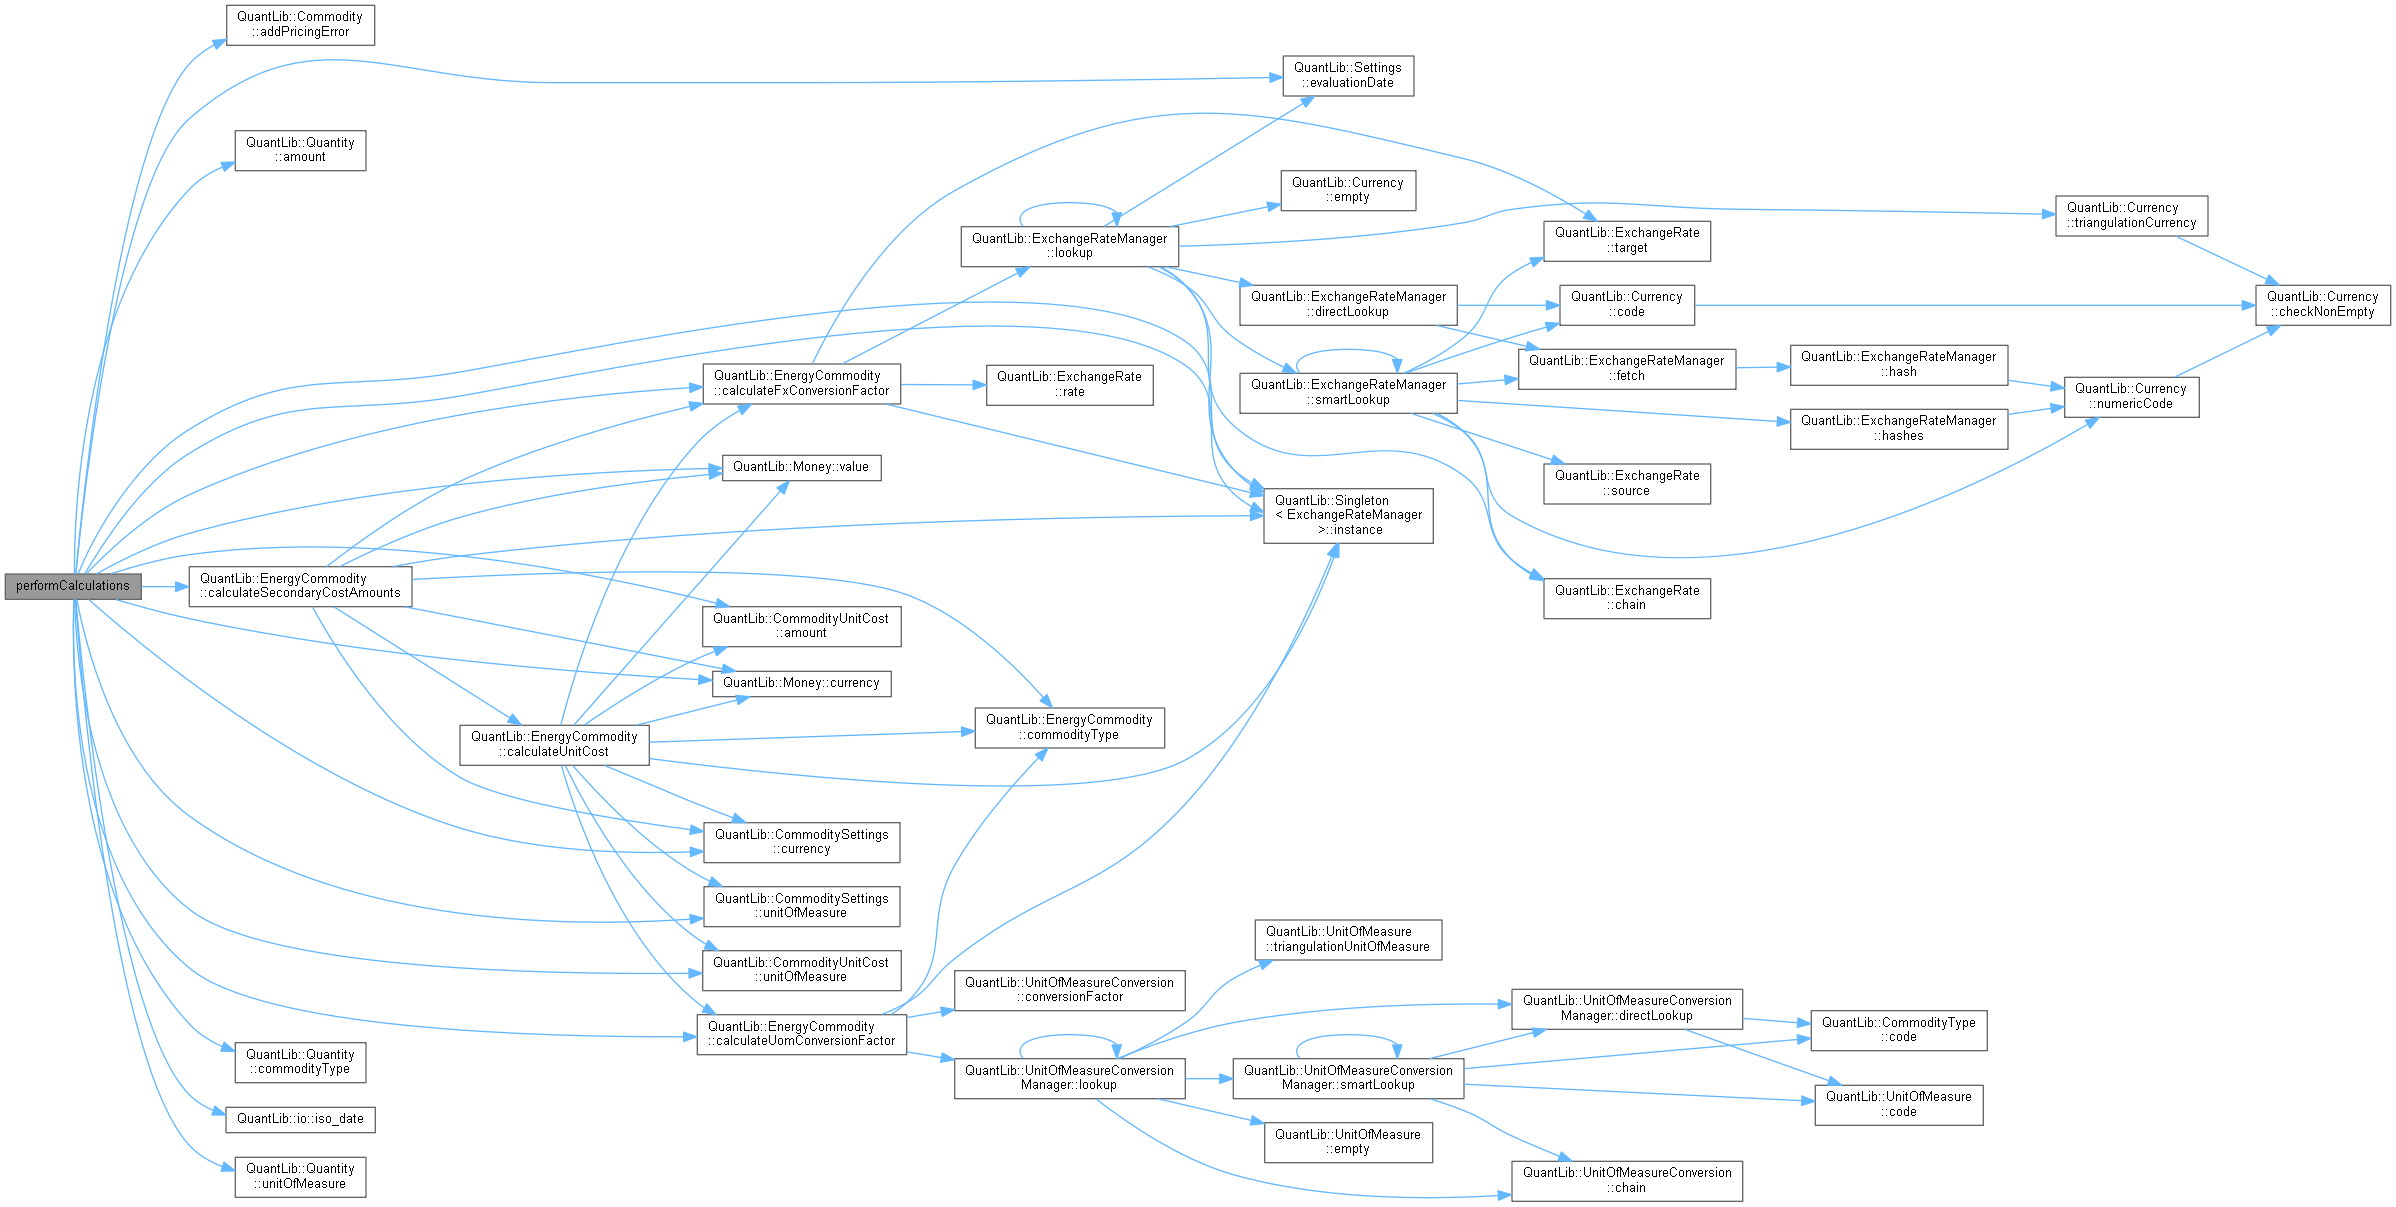 performCalculations
QuantLib::Commodity
::addPricingError
QuantLib::Settings
::evaluationDate
QuantLib::Quantity
::amount
QuantLib::Currency
::empty
QuantLib::Currency
::triangulationCurrency
QuantLib::ExchangeRateManager
::lookup
QuantLib::ExchangeRate
::target
QuantLib::ExchangeRateManager
::directLookup
QuantLib::Currency
::code
QuantLib::Currency
::checkNonEmpty
QuantLib::EnergyCommodity
::calculateFxConversionFactor
QuantLib::ExchangeRate
::rate
QuantLib::ExchangeRateManager
::smartLookup
QuantLib::ExchangeRateManager
::fetch
QuantLib::ExchangeRateManager
::hash
QuantLib::Currency
::numericCode
QuantLib::ExchangeRateManager
::hashes
QuantLib::Money::value
QuantLib::ExchangeRate
::source
QuantLib::Singleton
< ExchangeRateManager
>::instance
QuantLib::EnergyCommodity
::calculateSecondaryCostAmounts
QuantLib::ExchangeRate
::chain
QuantLib::CommodityUnitCost
::amount
QuantLib::Money::currency
QuantLib::EnergyCommodity
::commodityType
QuantLib::EnergyCommodity
::calculateUnitCost
QuantLib::CommoditySettings
::currency
QuantLib::CommoditySettings
::unitOfMeasure
QuantLib::CommodityUnitCost
::unitOfMeasure
QuantLib::UnitOfMeasure
::triangulationUnitOfMeasure
QuantLib::UnitOfMeasureConversion
::conversionFactor
QuantLib::EnergyCommodity
::calculateUomConversionFactor
QuantLib::UnitOfMeasureConversion
Manager::directLookup
QuantLib::CommodityType
::code
QuantLib::Quantity
::commodityType
QuantLib::UnitOfMeasureConversion
Manager::lookup
QuantLib::UnitOfMeasureConversion
Manager::smartLookup
QuantLib::UnitOfMeasure
::code
QuantLib::io::iso_date
QuantLib::UnitOfMeasure
::empty
QuantLib::Quantity
::unitOfMeasure
QuantLib::UnitOfMeasureConversion
::chain